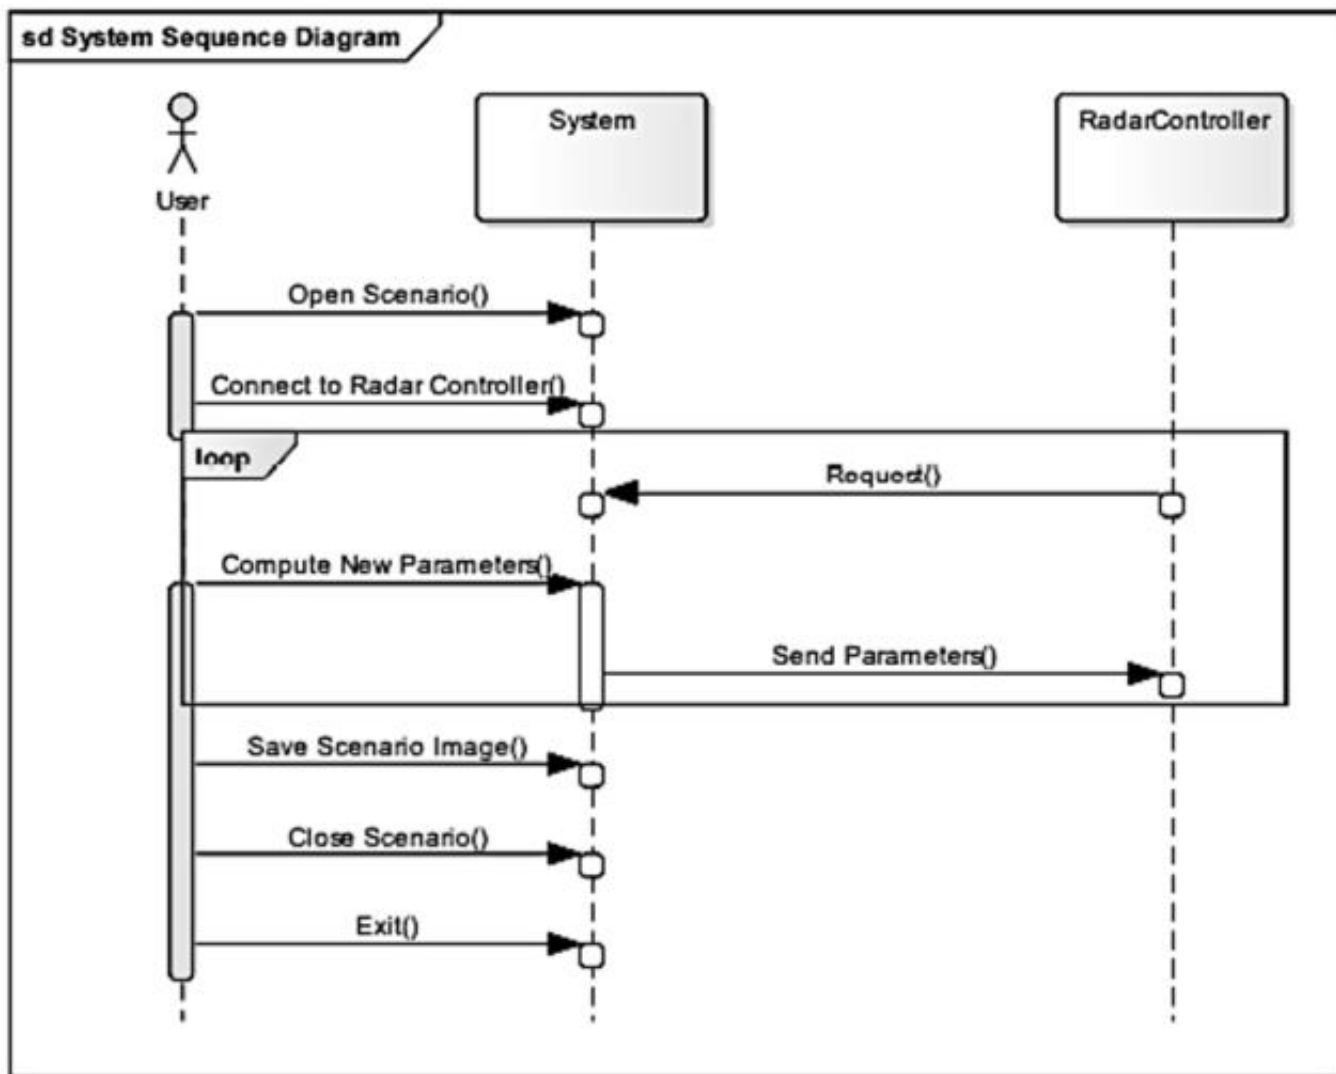 sd System Sequence Diagram
User
System
RadarController
Open Scenario()
Connect to Radar Controller()
loop
Request()
Compute New Parameters()
Send Parameters()
Save Scenario Image()
Close Scenario()
Exit()